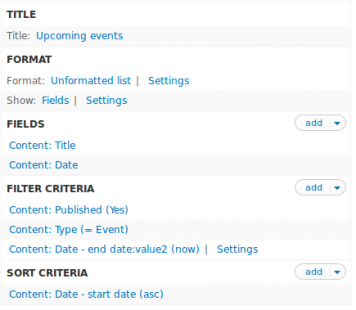 TITLE
Title: Upcoming events
FORMAT
Format: Unformatted list | Settings
Show: Fields | Settings
FIELDS add
Content: Title
Content: Date
FILTER CRITERIA add
Content: Published (Yes)
Content: Type (= Event)
Content: Date - end date:value2 (now) | Settings
SORT CRITERIA add
Content: Date - start date (asc)